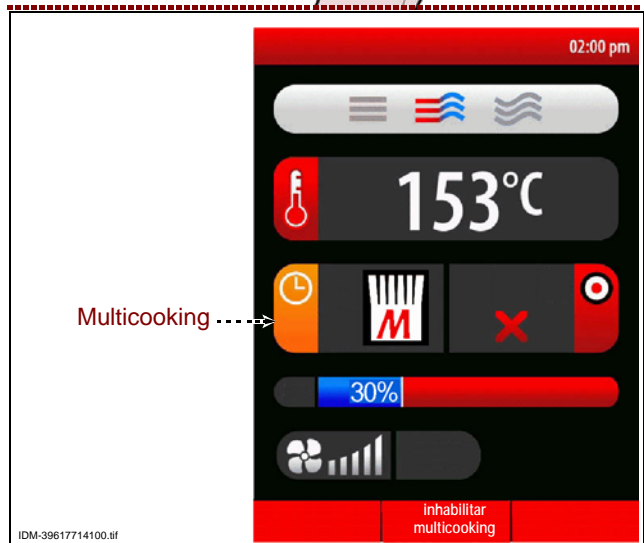 02:00 pm
153°C
Multicooking
M
30%
inhabilitar
multicooking
IDM-39617714100.tif